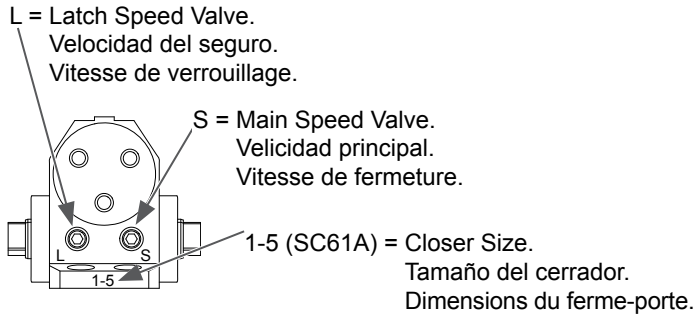 L = Latch Speed Valve.
Velocidad del seguro.
Vitesse de verrouillage.
S = Main Speed Valve.
Velicidad principal.
Vitesse de fermeture.
L
S
1-5
1-5 (SC61A) = Closer Size.
Tamaño del cerrador.
Dimensions du ferme-porte.